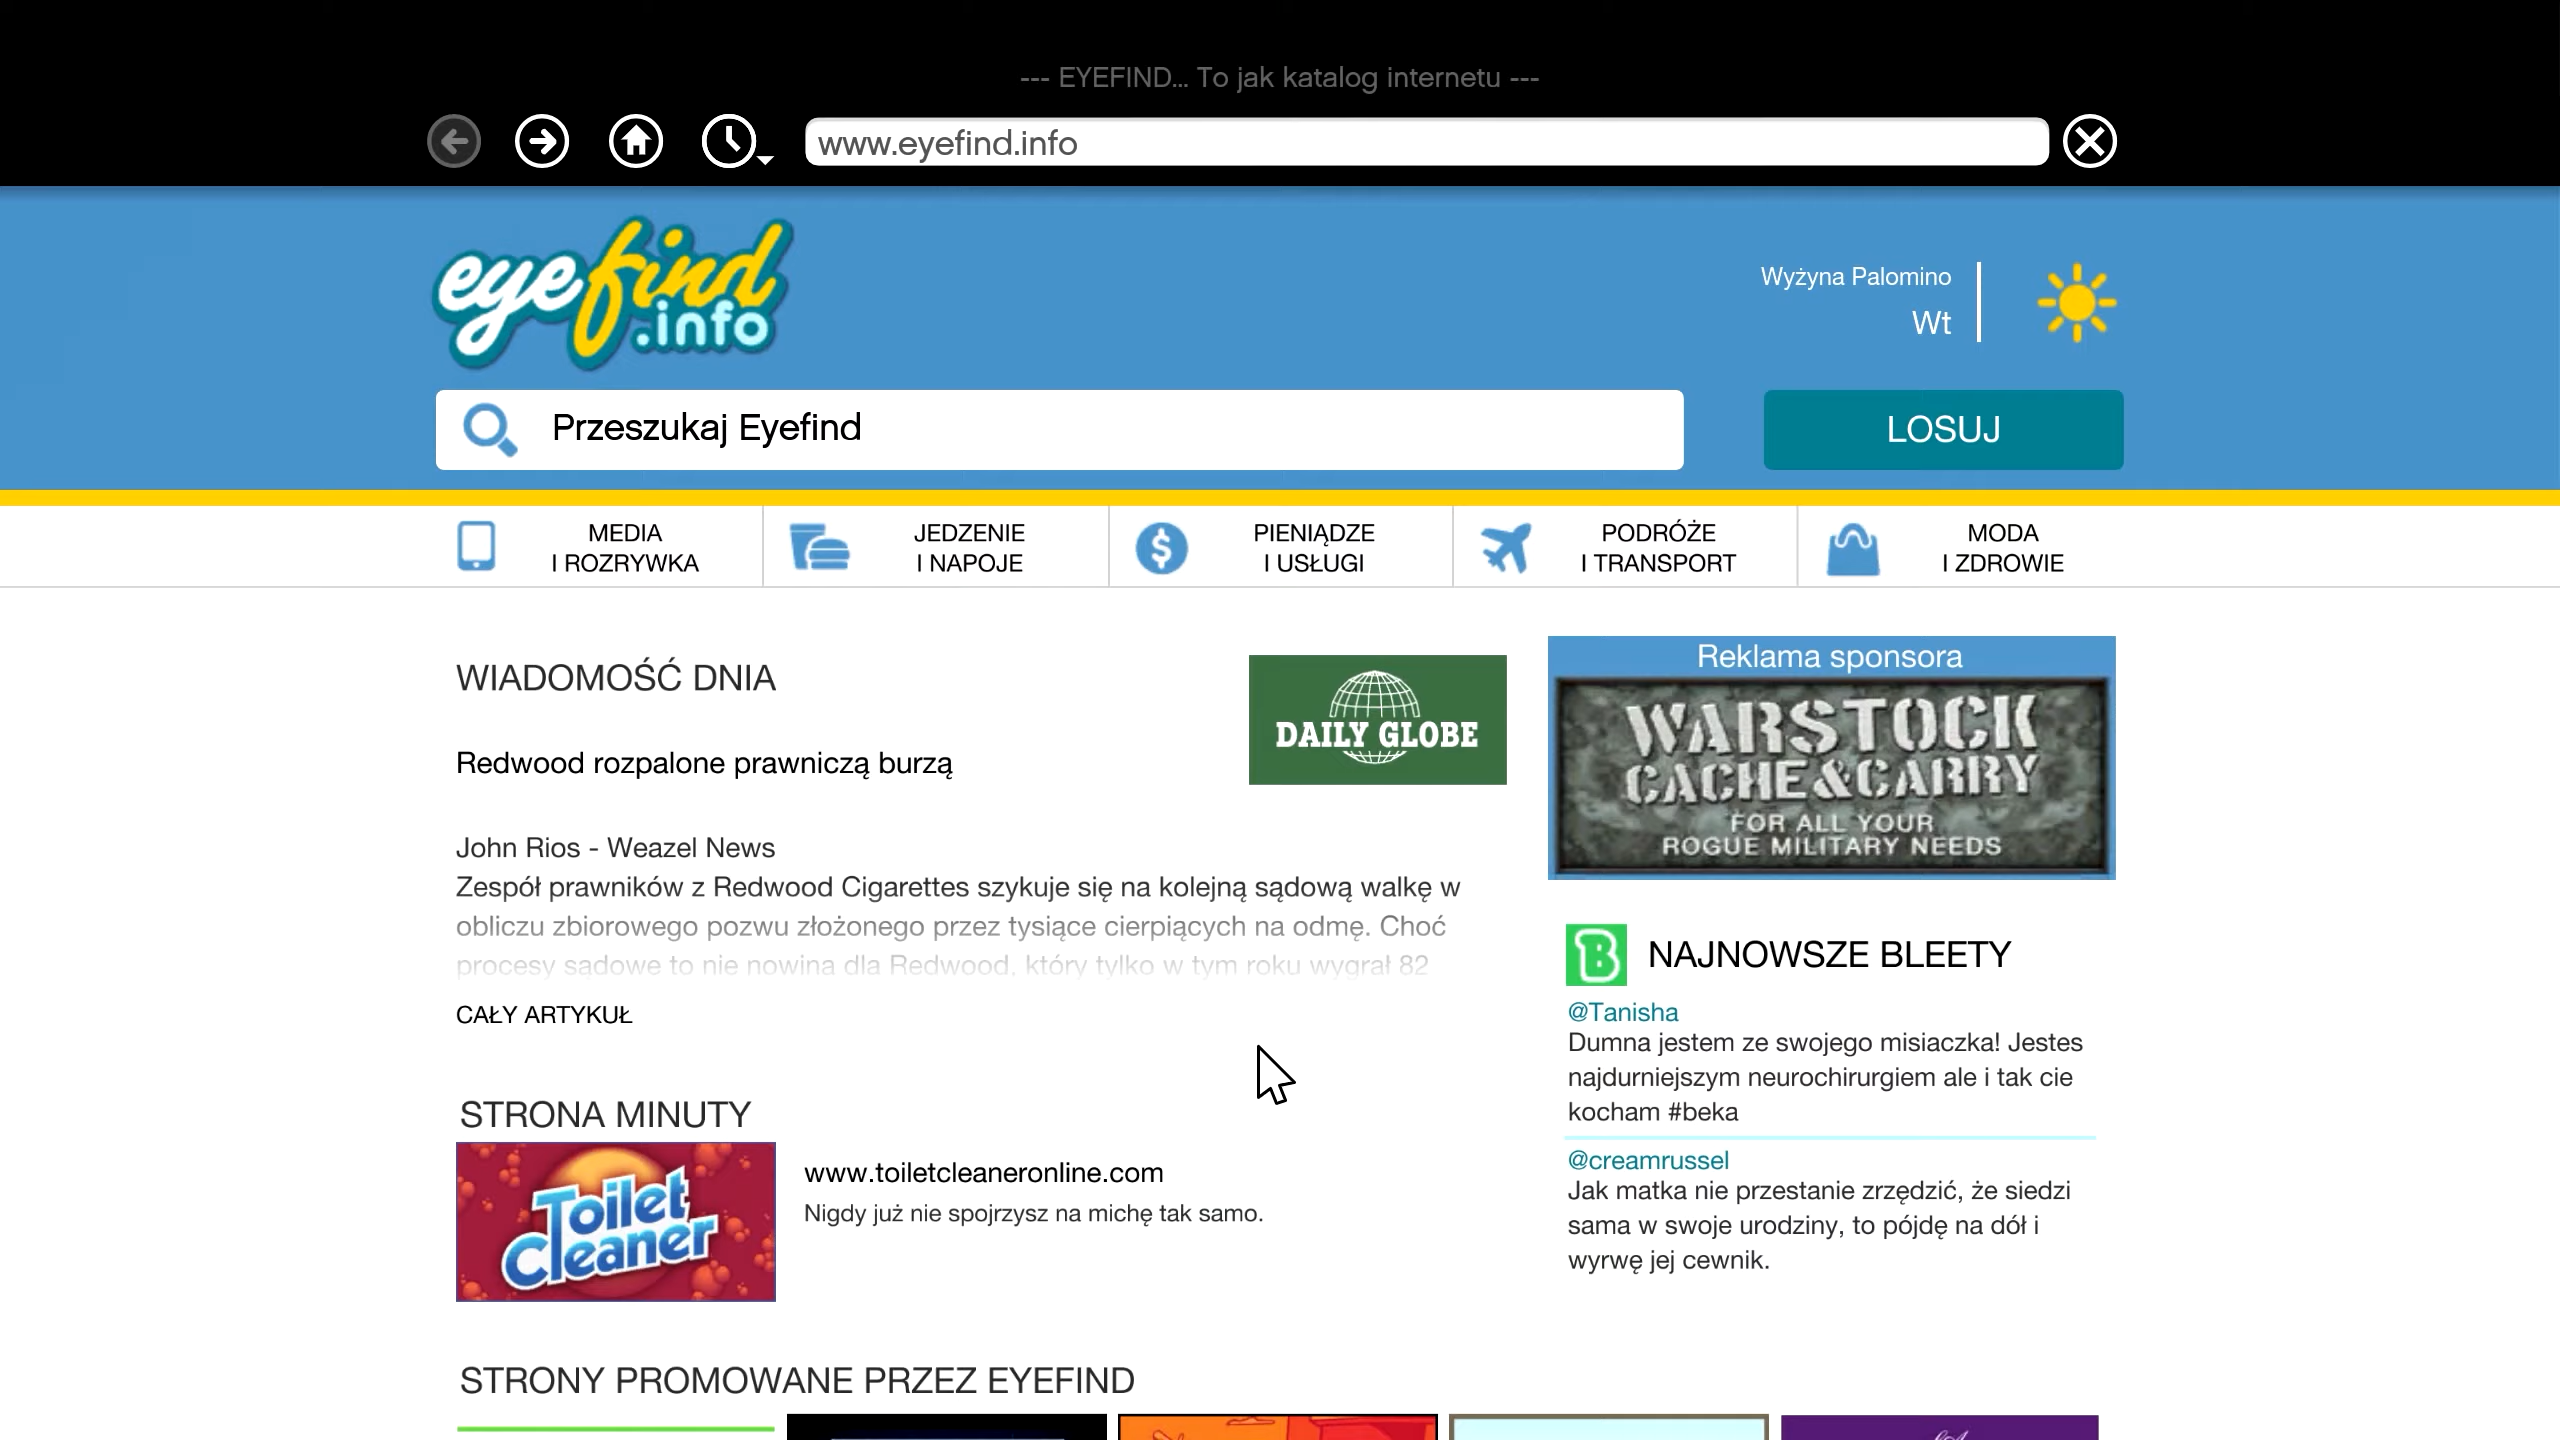 --- EYEFIND... To jak katalog internetu ---
www.eyefind.info
eyefind
.info
Wyżyna Palomino
Wt
Przeszukaj Eyefind
LOSUJ
MEDIA
I ROZRYWKA
JEDZENIE
I NAPOJE
PIENIĄDZE
I USŁUGI
PODRÓŻE
I TRANSPORT
MODA
I ZDROWIE
WIADOMOŚĆ DNIA
DAILY GLOBE
Redwood rozpalone prawniczą burzą
John Rios - Weazel News
Zespół prawników z Redwood Cigarettes szykuje się na kolejną sądową walkę w
obliczu zbiorowego pozwu złożonego przez tysiące cierpiących na odmę. Choć
procesy sądowe to nie nowina dla Redwood, który tylko w tym roku wygrał 82
CAŁY ARTYKUŁ
STRONA MINUTY
Toilet
Cleaner
www.toiletcleaneronline.com
Nigdy już nie spojrzysz na michę tak samo.
Reklama sponsora
WARSTOCK
CACHE&CARRY
FOR ALL YOUR
ROGUE MILITARY NEEDS
B
NAJNOWSZE BLEETY
@Tanisha
Dumna jestem ze swojego misiaczka! Jestes
najdurniejszym neurochirurgiem ale i tak cie
kocham #beka
@creamrussel
Jak matka nie przestanie zrzędzić, że siedzi
sama w swoje urodziny, to pójdę na dół i
wyrwę jej cewnik.
STRONY PROMOWANE PRZEZ EYEFIND